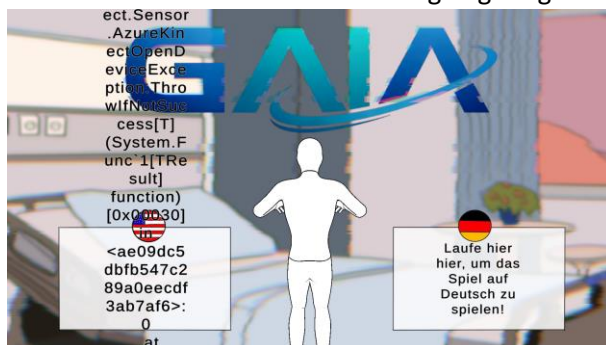 ect.Sensor
.AzureKin
ectOpenD
eviceExce
ption.Thro
wIfNotSuc
cess[T]
(System.F
unc`1[TRe
sult]
function)
[0x00030]
in
<ae09dc5
dbfb547c2
89a0eecdf
3ab7af6>:
0
at
GAIA
Laufe hier
hier, um das
Spiel auf
Deutsch zu
spielen!